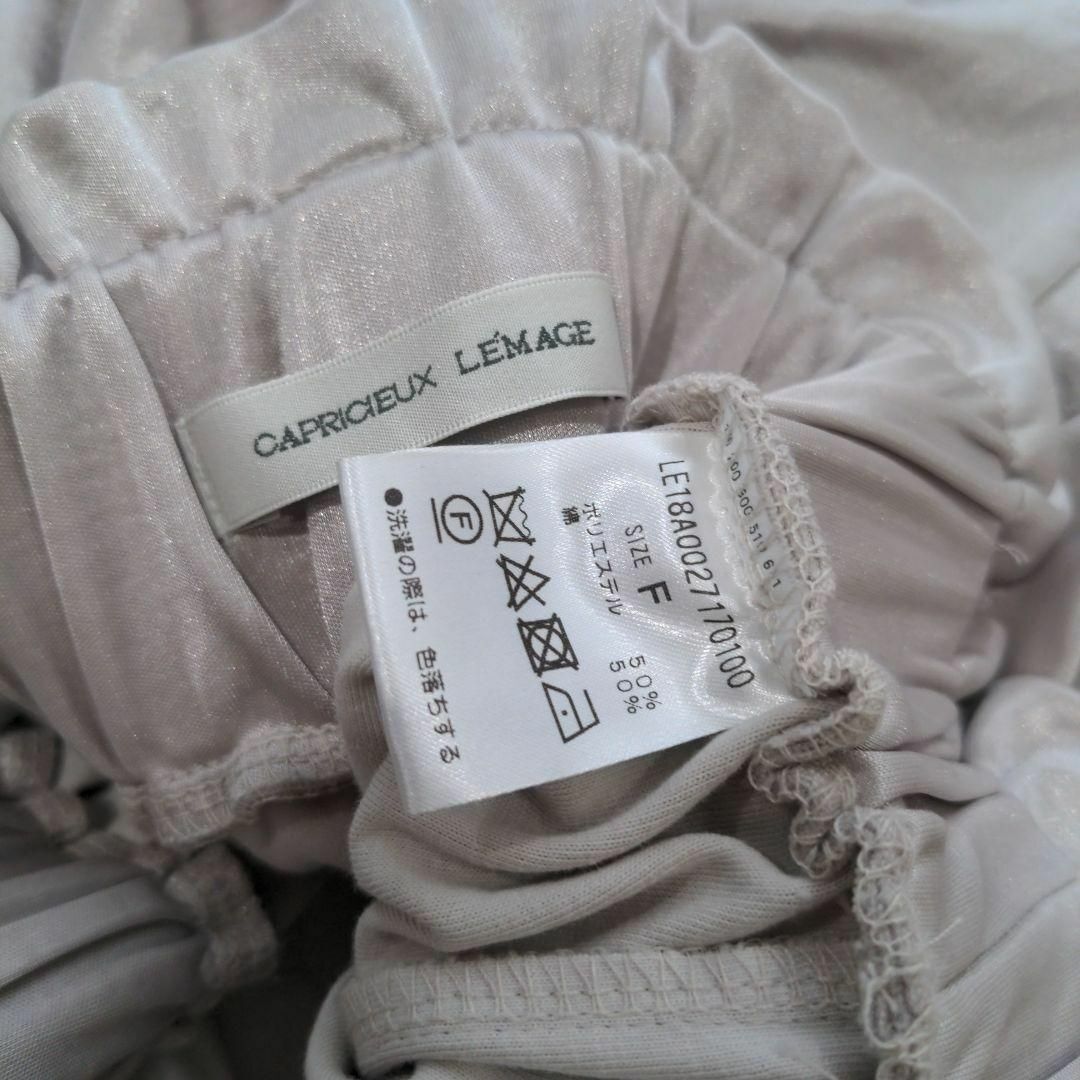 CAPRICIEUX LE'MAGE
LE18A0027170100
SIZE F
ポリエステル 50%
綿 50%
F
●洗濯の際は、色落ちする